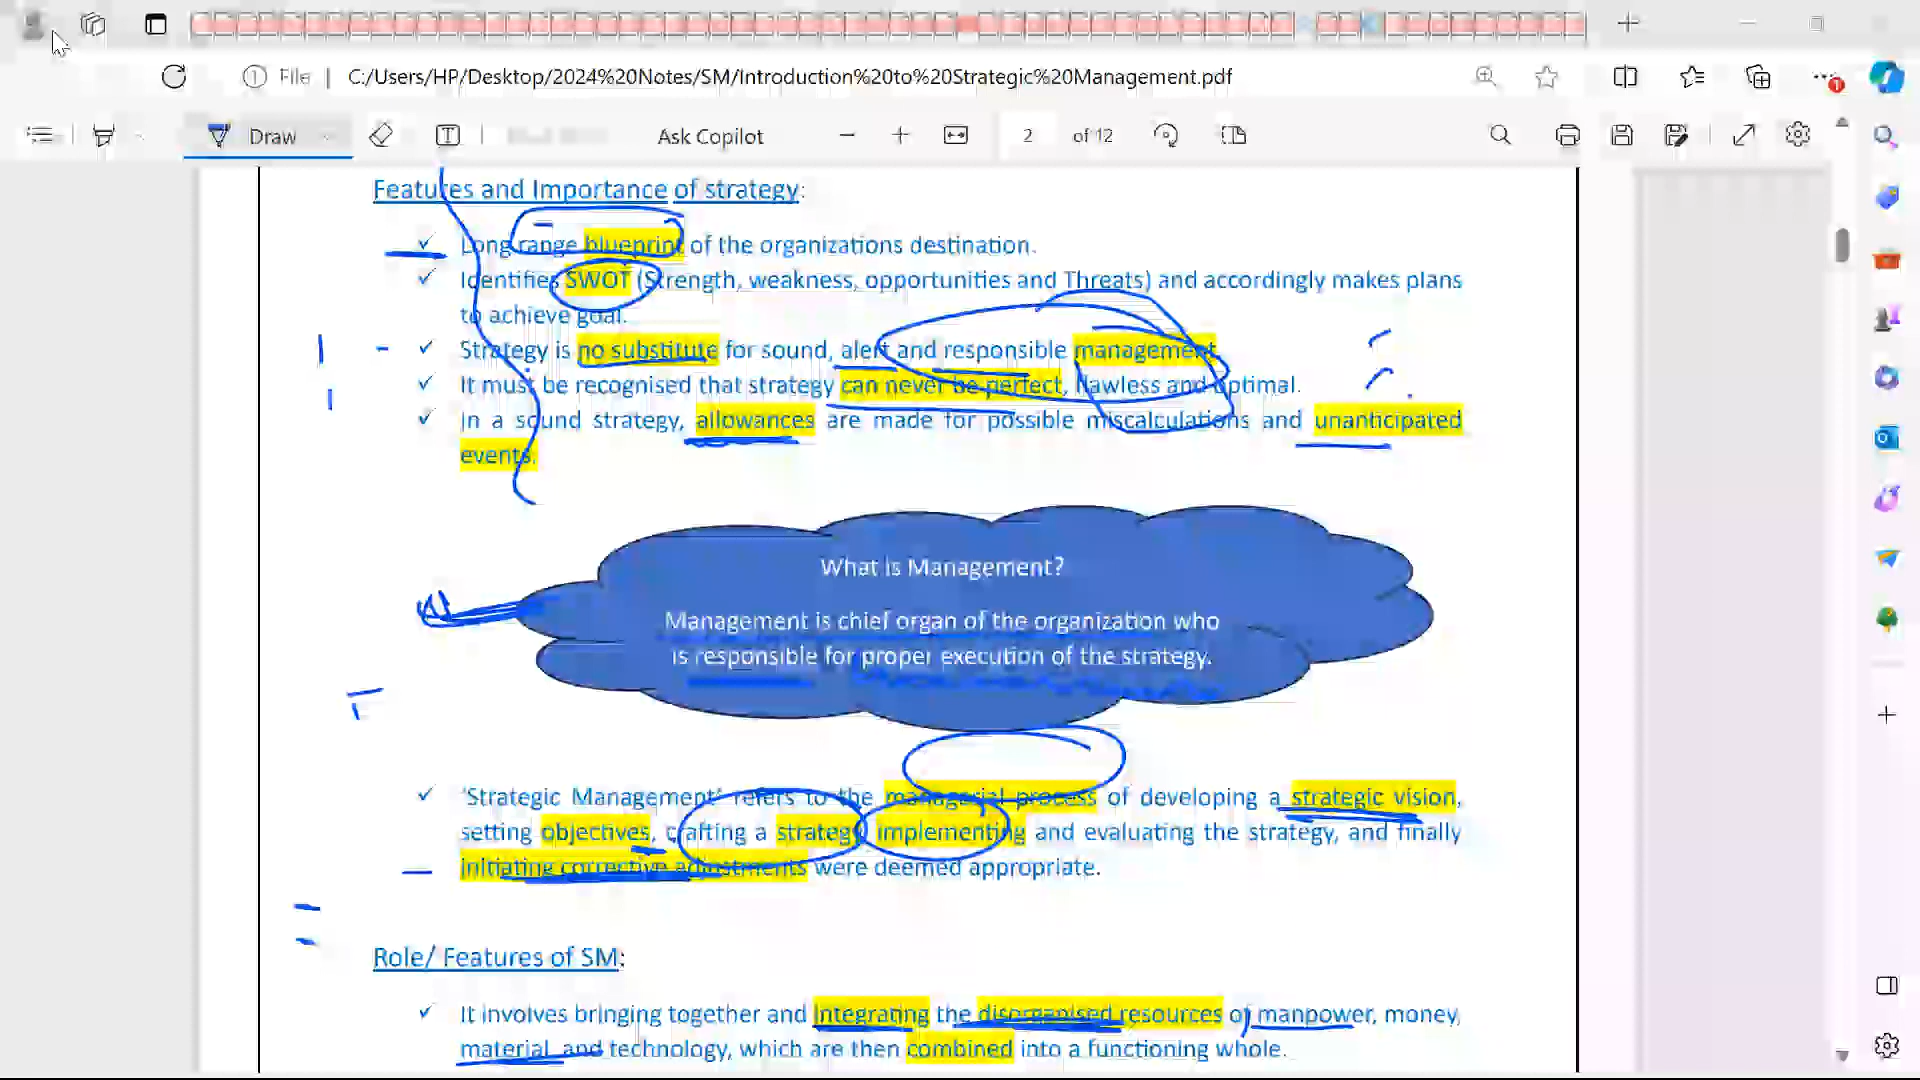 File | C:/Users/HP/Desktop/2024%20Notes/SM/Introduction%20to%20Strategic%20Management.pdf
Draw Ask Copilot 2 of 12
Features and Importance of strategy:
✓ Long range blueprint of the organizations destination.
✓ Identifies SWOT (Strength, weakness, opportunities and Threats) and accordingly makes plans
to achieve goal.
✓ Strategy is no substitute for sound, alert and responsible management.
✓ It must be recognised that strategy can never be perfect, flawless and optimal.
✓ In a sound strategy, allowances are made for possible miscalculations and unanticipated
events.
What is Management?
Management is chief organ of the organization who
is responsible for proper execution of the strategy.
✓ 'Strategic Management' refers to the managerial process of developing a strategic vision,
setting objectives, crafting a strategy implementing and evaluating the strategy, and finally
initiating corrective adjustments were deemed appropriate.
Role/ Features of SM:
✓ It involves bringing together and integrating the disorganised resources of manpower, money,
material and technology, which are then combined into a functioning whole.